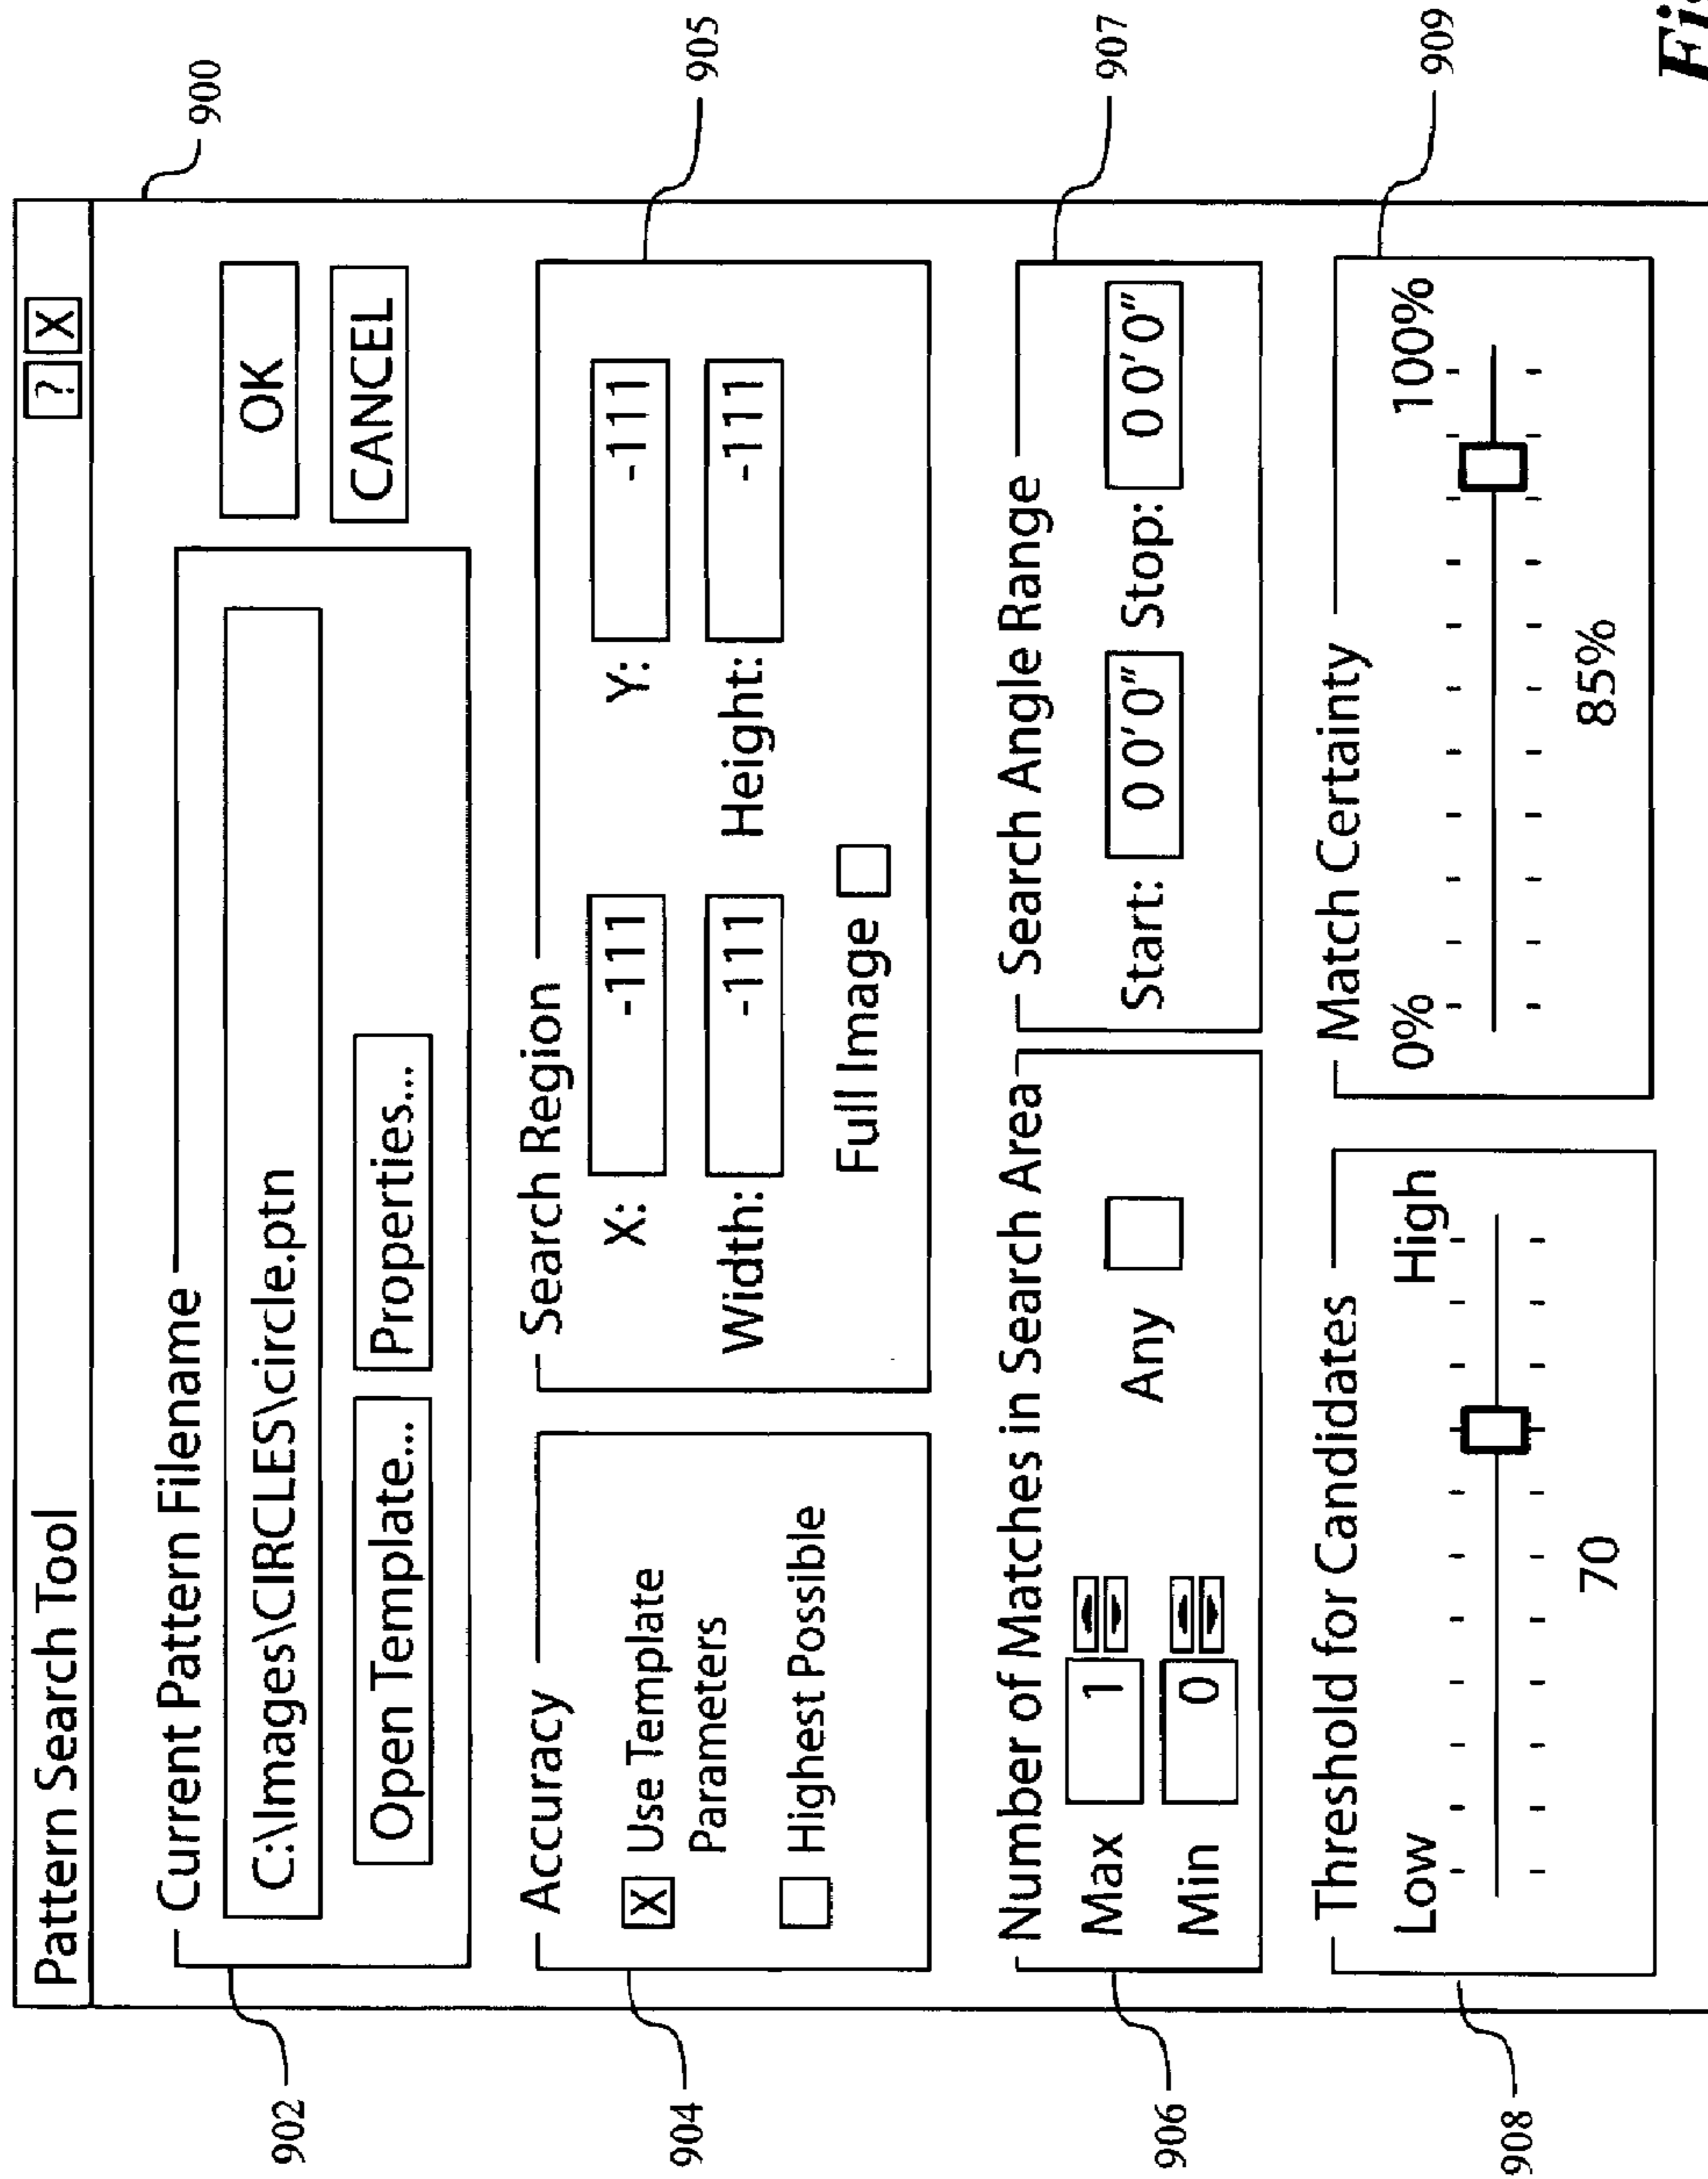 Pattern Search Tool ? X
900
Current Pattern Filename
C:\Images\CIRCLES\circle.ptn
Open Template... Properties...
OK
CANCEL
902
Accuracy
X Use Template
Parameters
Highest Possible
904
Search Region
X: -111 Y: -111
Width: -111 Height: -111
Full Image
905
Number of Matches in Search Area
Max 1 Any
Min 0
906
Search Angle Range
Start: 0 0'0" Stop: 0 0'0"
907
Threshold for Candidates
Low High
70
908
Match Certainty
0% 100%
85%
909